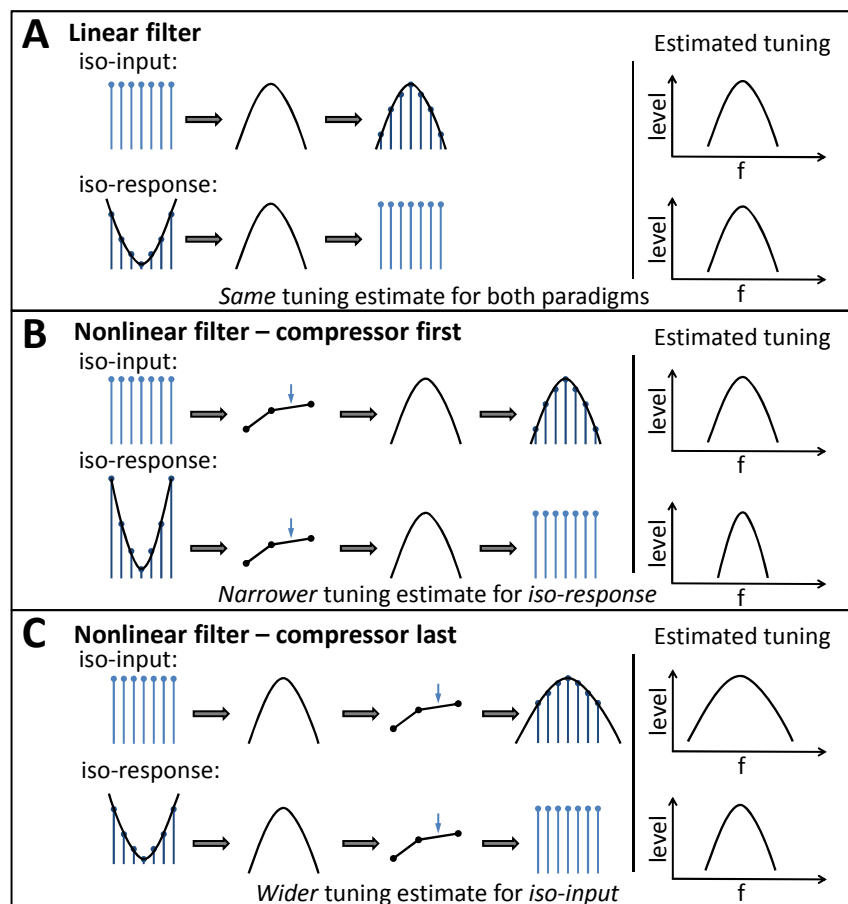 A Linear filter
Estimated tuning
iso-input:
level
f
iso-response:
level
f
Same tuning estimate for both paradigms
B Nonlinear filter – compressor first
Estimated tuning
iso-input:
level
f
iso-response:
level
f
Narrower tuning estimate for iso-response
C Nonlinear filter – compressor last
Estimated tuning
iso-input:
level
f
iso-response:
level
f
Wider tuning estimate for iso-input